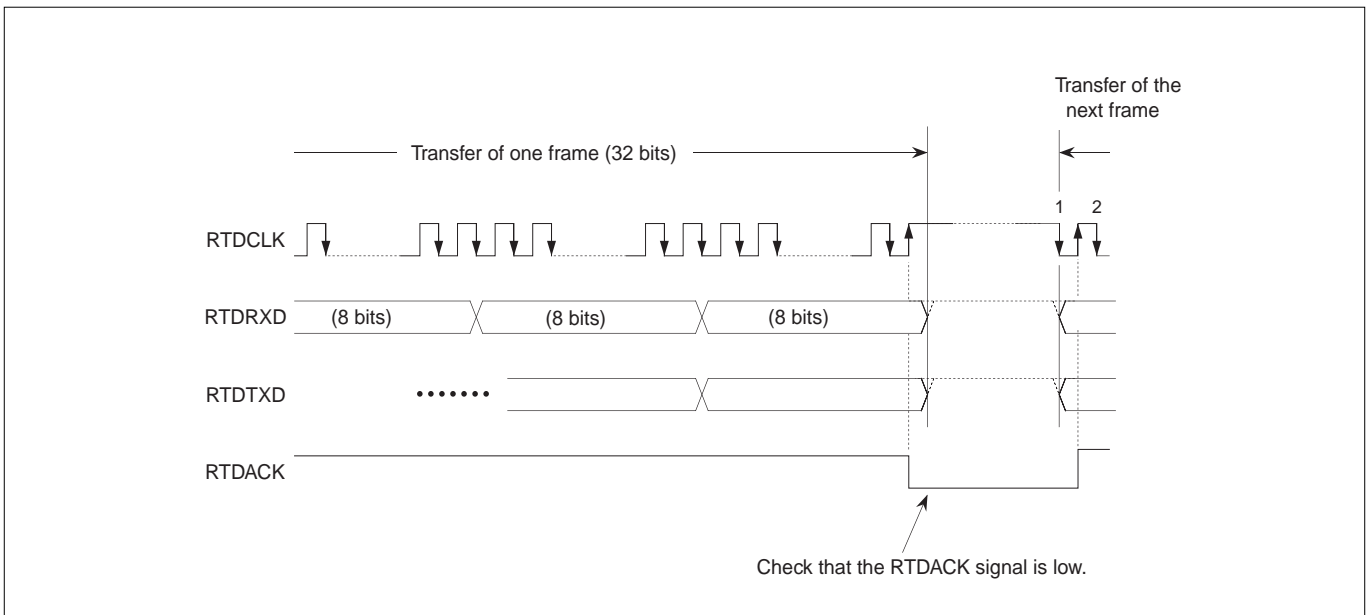 Transfer of the
next frame
Transfer of one frame (32 bits)
1 2
RTDCLK
RTDRXD (8 bits) (8 bits) (8 bits)
RTDTXD
RTDACK
Check that the RTDACK signal is low.